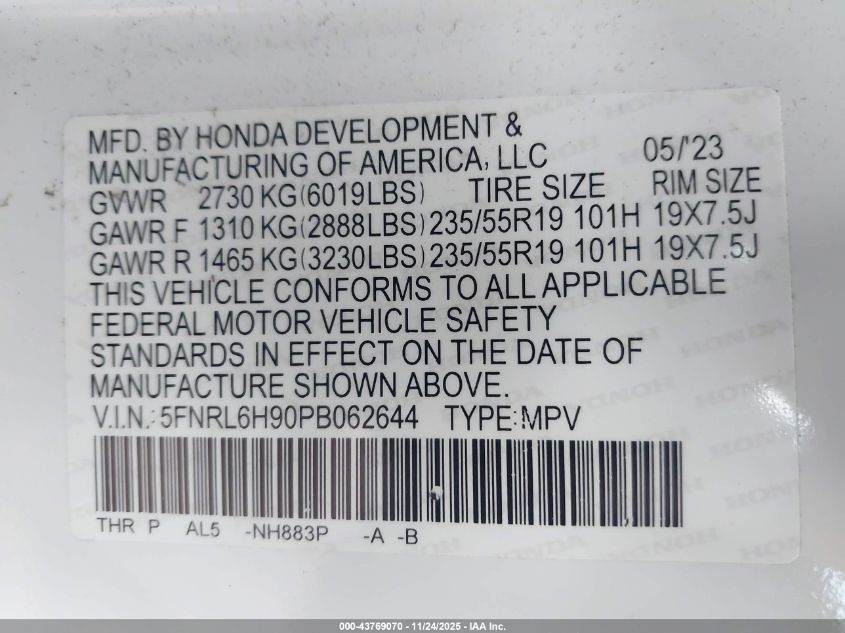 MFD. BY HONDA DEVELOPMENT &
MANUFACTURING OF AMERICA, LLC 05/'23
GVWR 2730 KG(6019LBS) TIRE SIZE RIM SIZE
GAWR F 1310 KG(2888LBS) 235/55R19 101H 19X7.5J
GAWR R 1465 KG(3230LBS) 235/55R19 101H 19X7.5J
THIS VEHICLE CONFORMS TO ALL APPLICABLE
FEDERAL MOTOR VEHICLE SAFETY
STANDARDS IN EFFECT ON THE DATE OF
MANUFACTURE SHOWN ABOVE.
V.I.N.: 5FNRL6H90PB062644 TYPE: MPV
THR P AL5 -NH883P -A -B
000-43769070 - 11/24/2025 - IAA Inc.